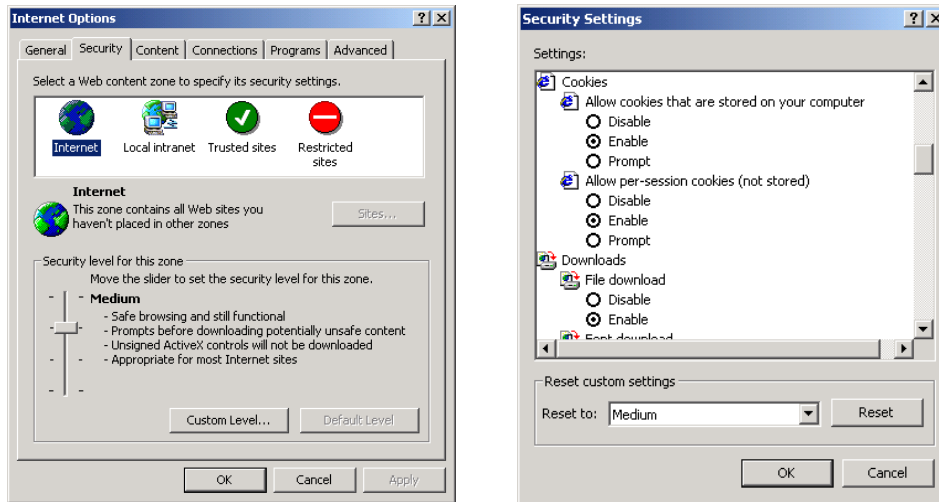 Internet Options
General Security Content Connections Programs Advanced
Select a Web content zone to specify its security settings.
Internet Local intranet Trusted sites Restricted
sites
Internet
This zone contains all Web sites you
haven't placed in other zones
Sites...
Security level for this zone
Move the slider to set the security level for this zone.
Medium
- Safe browsing and still functional
- Prompts before downloading potentially unsafe content
- Unsigned ActiveX controls will not be downloaded
- Appropriate for most Internet sites
Custom Level... Default Level
OK Cancel Apply
Security Settings
Settings:
Cookies
Allow cookies that are stored on your computer
Disable
Enable
Prompt
Allow per-session cookies (not stored)
Disable
Enable
Prompt
Downloads
File download
Disable
Enable
Font download
Reset custom settings
Reset to: Medium Reset
OK Cancel